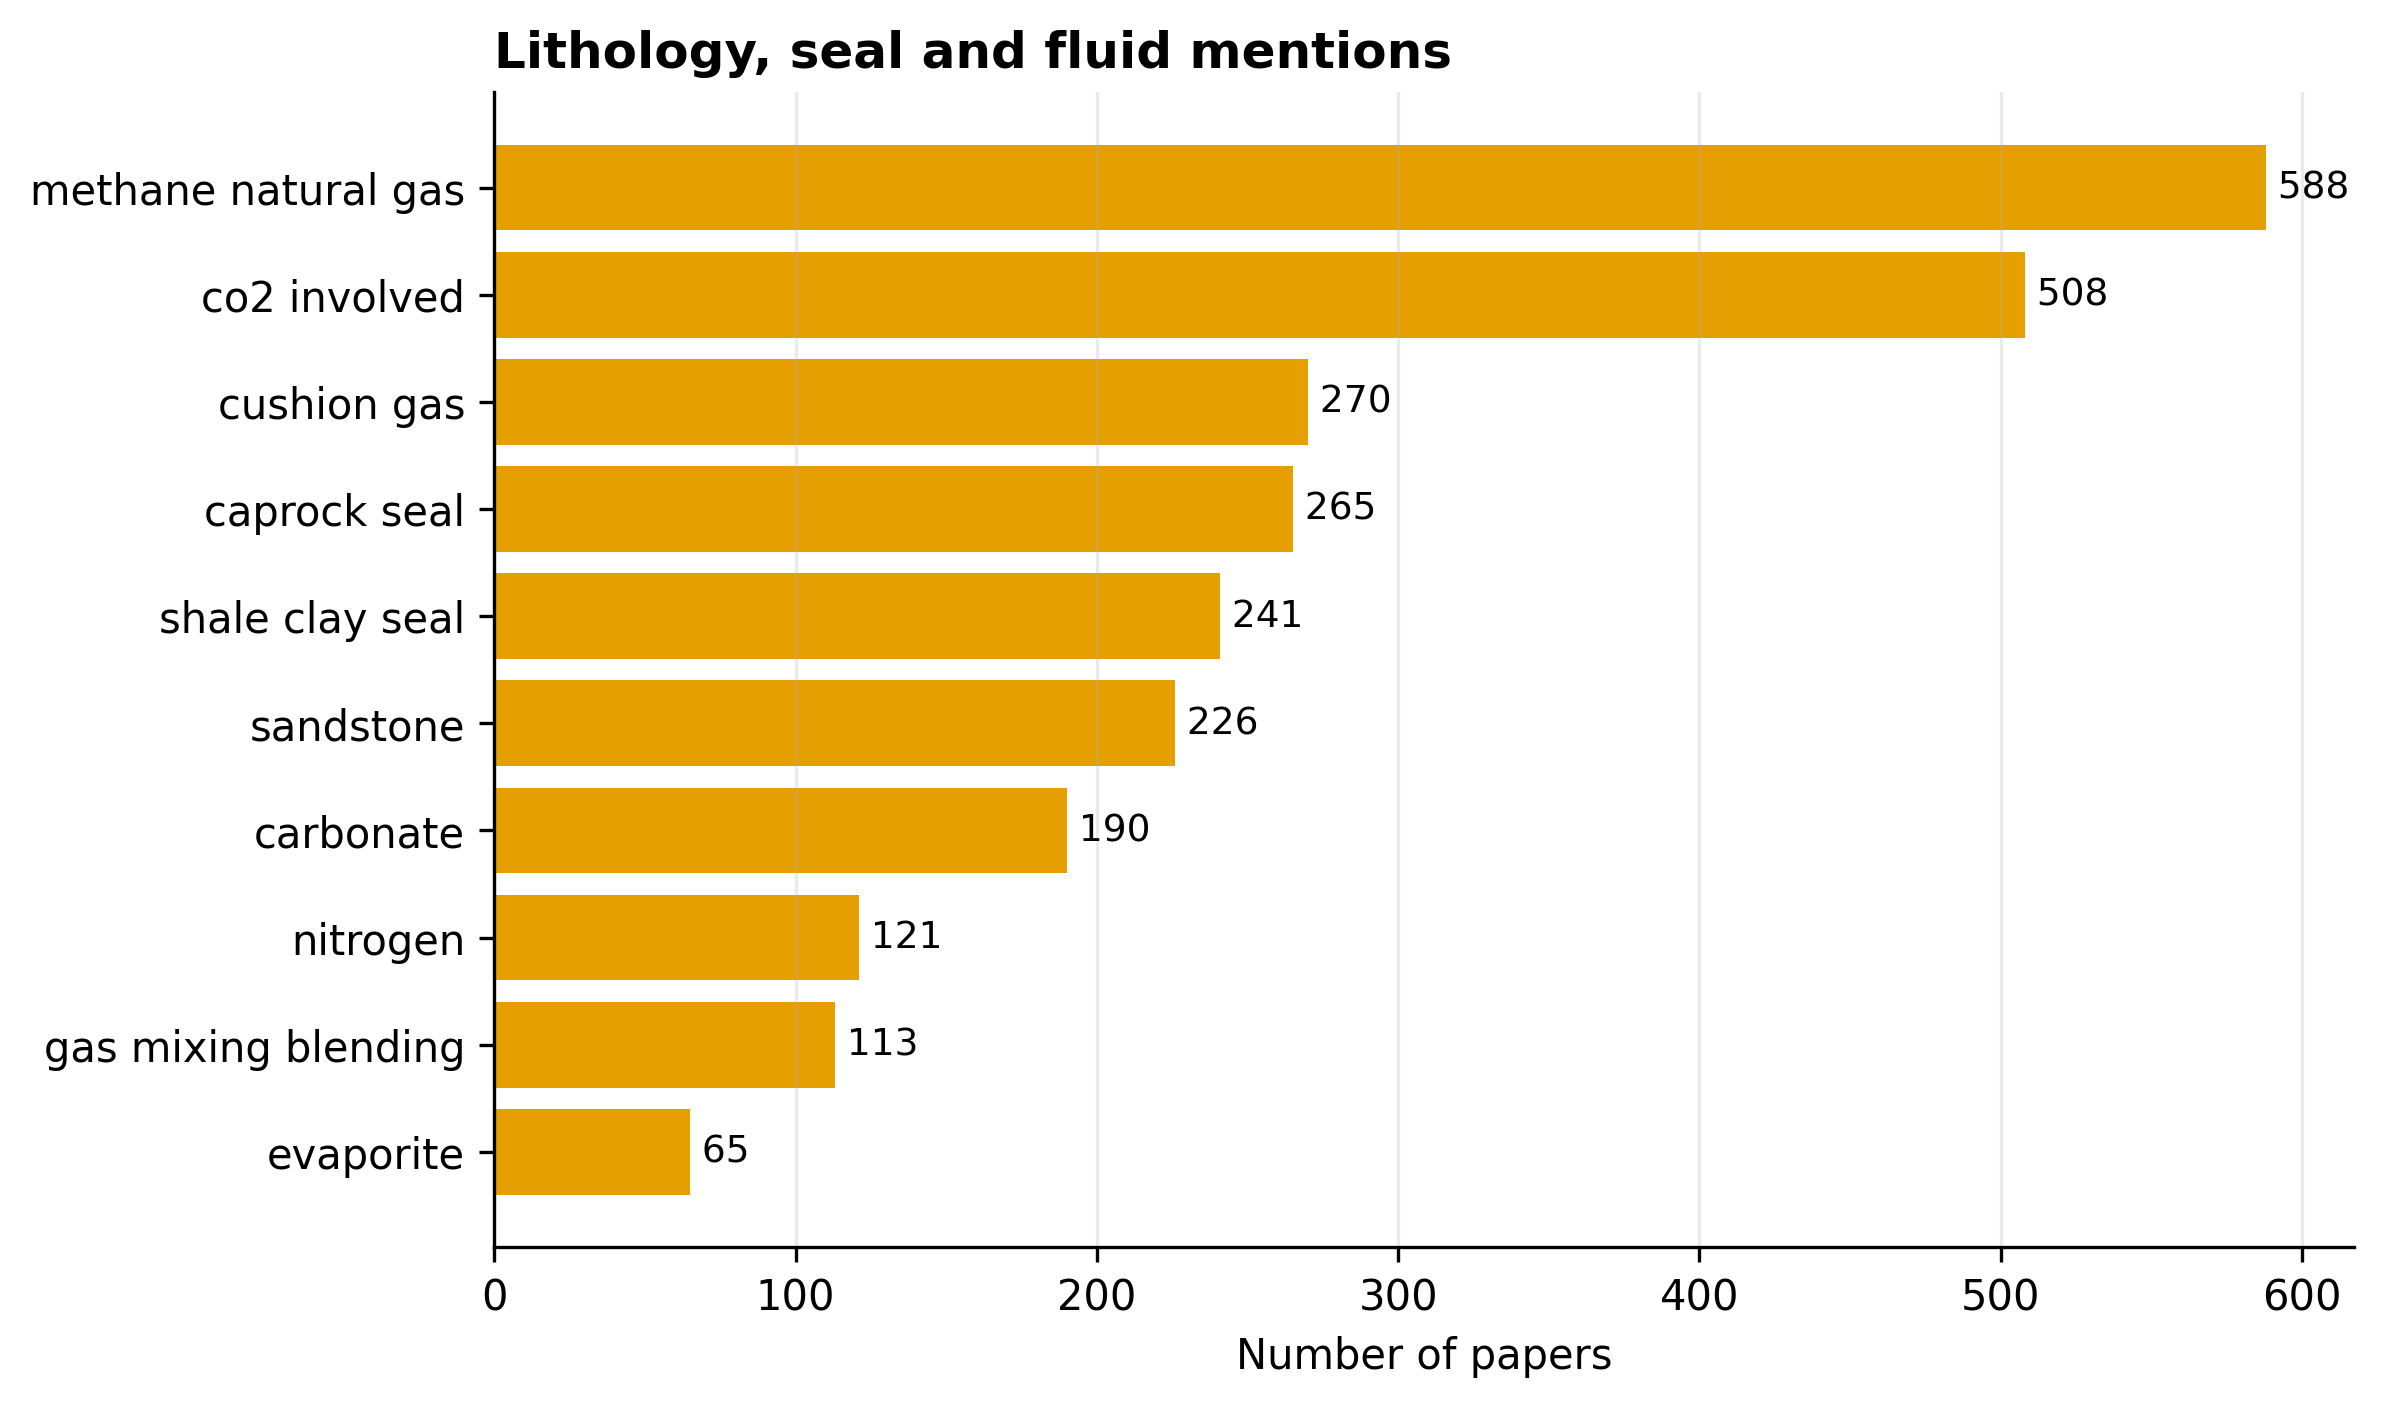 Lithology, seal and fluid mentions
methane natural gas 588
co2 involved 508
cushion gas 270
caprock seal 265
shale clay seal 241
sandstone 226
carbonate 190
nitrogen 121
gas mixing blending 113
evaporite 65
0 100 200 300 400 500 600
Number of papers